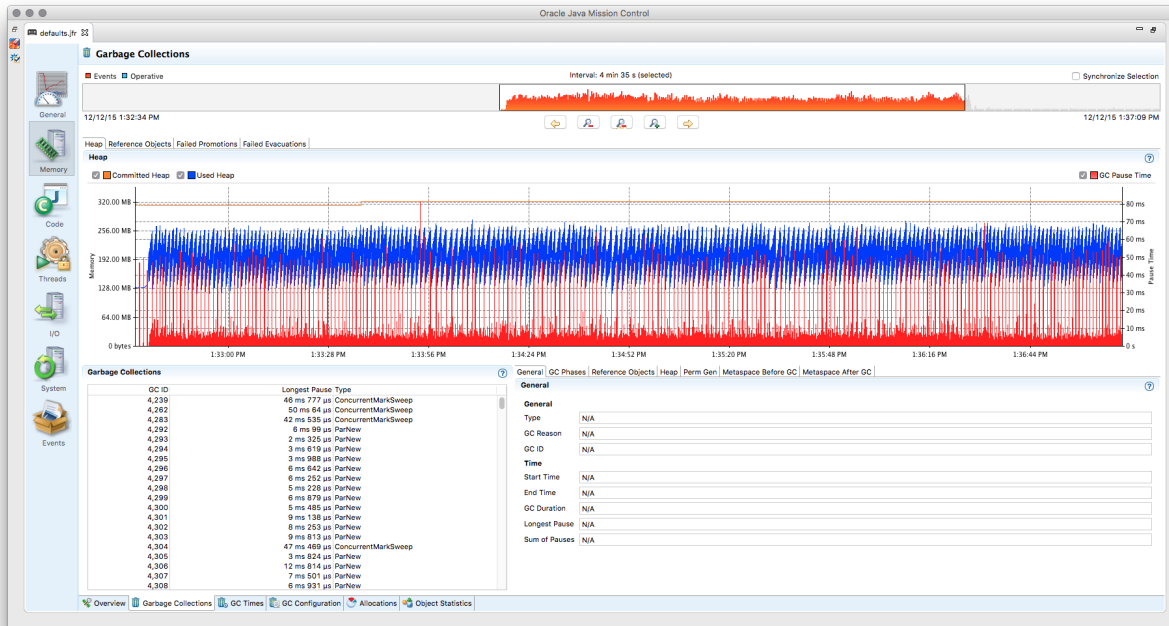 Oracle Java Mission Control
defaults.jfr
Garbage Collections
Events Operative Interval: 4 min 35 s (selected) Synchronize Selection
12/12/15 1:32:34 PM 12/12/15 1:37:09 PM
General
Memory
Code
Threads
I/O
System
Events
Heap Reference Objects Failed Promotions Failed Evacuations
Heap
Committed Heap Used Heap GC Pause Time
320.00 MB
256.00 MB
192.00 MB
128.00 MB
64.00 MB
0 bytes
Memory
80 ms
70 ms
60 ms
50 ms
40 ms
30 ms
20 ms
10 ms
0 s
Pause Time
1:33:00 PM 1:33:28 PM 1:33:56 PM 1:34:24 PM 1:34:52 PM 1:35:20 PM 1:35:48 PM 1:36:16 PM 1:36:44 PM
Garbage Collections
GC ID Longest Pause Type
4,239 46 ms 777 µs ConcurrentMarkSweep
4,262 50 ms 64 µs ConcurrentMarkSweep
4,283 42 ms 535 µs ConcurrentMarkSweep
4,292 6 ms 99 µs ParNew
4,293 2 ms 325 µs ParNew
4,294 3 ms 619 µs ParNew
4,295 3 ms 988 µs ParNew
4,296 6 ms 642 µs ParNew
4,297 6 ms 252 µs ParNew
4,298 5 ms 228 µs ParNew
4,299 6 ms 879 µs ParNew
4,300 5 ms 485 µs ParNew
4,301 9 ms 138 µs ParNew
4,302 8 ms 253 µs ParNew
4,303 9 ms 813 µs ParNew
4,304 47 ms 469 µs ConcurrentMarkSweep
4,305 3 ms 824 µs ParNew
4,306 12 ms 814 µs ParNew
4,307 7 ms 501 µs ParNew
4,308 6 ms 931 µs ParNew
General GC Phases Reference Objects Heap Perm Gen Metaspace Before GC Metaspace After GC
General
General
Type N/A
GC Reason N/A
GC ID N/A
Time
Start Time N/A
End Time N/A
GC Duration N/A
Longest Pause N/A
Sum of Pauses N/A
Overview Garbage Collections GC Times GC Configuration Allocations Object Statistics